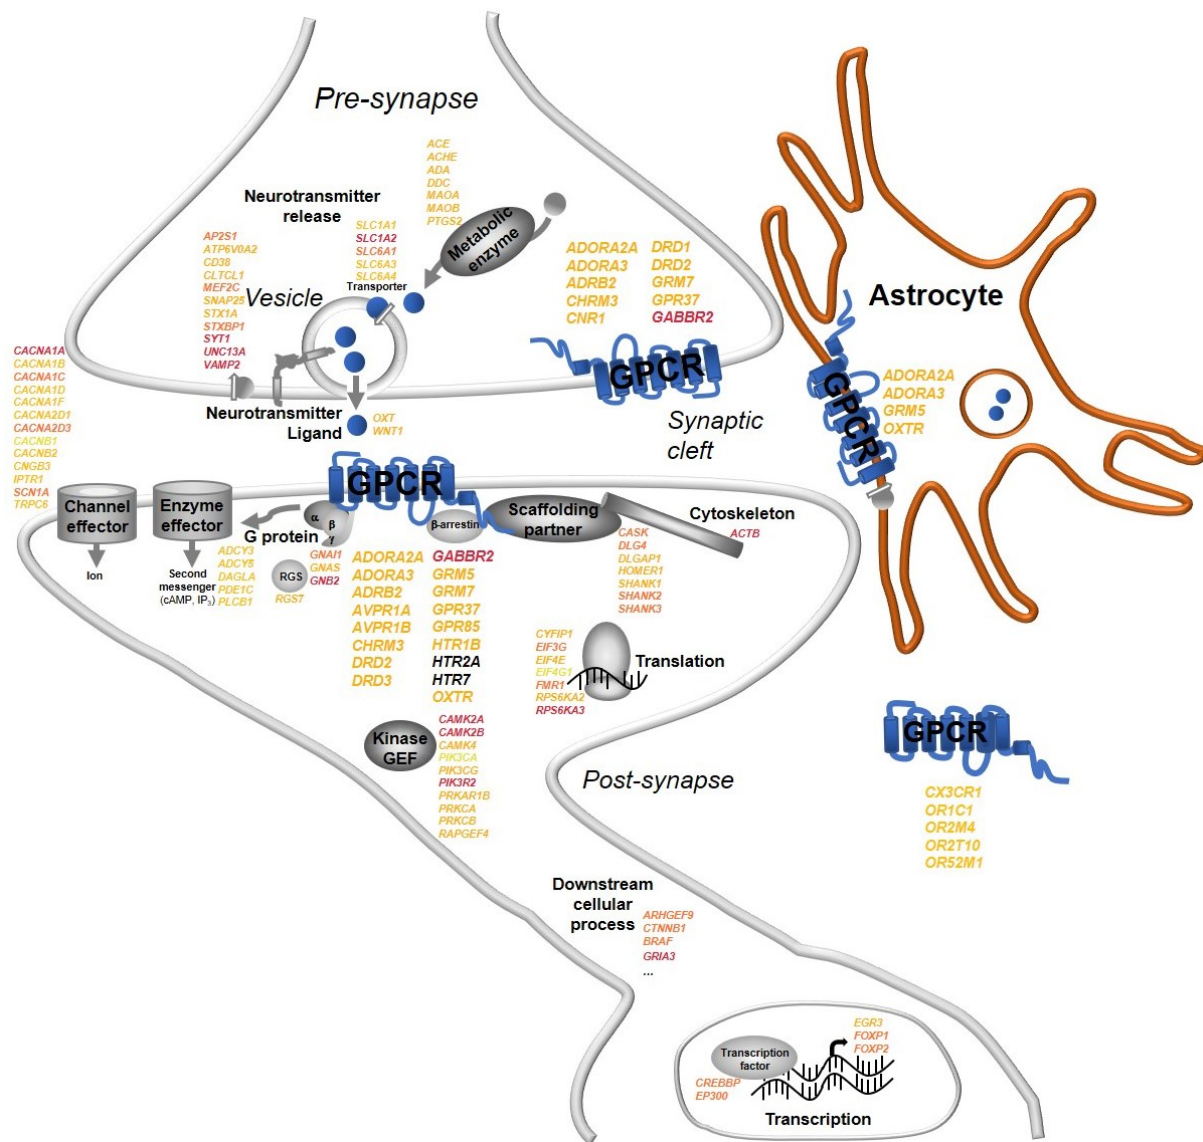 Pre-synapse
ACE
ACHE
ADA
DDC
MAOA
MAOB
PTGS2
Metabolic
enzyme
Neurotransmitter
release
SLC1A1
SLC1A2
SLC6A1
SLC6A3
SLC6A4
Transporter
AP2S1
ATP6V0A2
CD38
CLTCL1
MEF2C
SNAP25
STX1A
STXBP1
SYT1
UNC13A
VAMP2
Vesicle
ADORA2A
ADORA3
ADRB2
CHRM3
CNR1
DRD1
DRD2
GRM7
GPR37
GABBR2
GPCR
Astrocyte
GPCR
ADORA2A
ADORA3
GRM5
OXTR
CACNA1A
CACNA1B
CACNA1C
CACNA1D
CACNA1F
CACNA2D1
CACNA2D3
CACNB1
CACNB2
CNGB3
IPTR1
SCN1A
TRPC6
Neurotransmitter
Ligand
OXT
WNT1
Synaptic
cleft
GPCR
Channel
effector
Ion
Enzyme
effector
Second
messenger
(cAMP, IP3)
ADCY3
ADCY5
DAGLA
PDE1C
PLCB1
G protein
α
β
γ
RGS
RGS7
GNAI1
GNAS
GNB2
β-arrestin
Scaffolding
partner
Cytoskeleton
ACTB
CASK
DLG4
DLGAP1
HOMER1
SHANK1
SHANK2
SHANK3
ADORA2A
ADORA3
ADRB2
AVPR1A
AVPR1B
CHRM3
DRD2
DRD3
GABBR2
GRM5
GRM7
GPR37
GPR85
HTR1B
HTR2A
HTR7
OXTR
CYFIP1
EIF3G
EIF4E
EIF4G1
FMR1
RPS6KA2
RPS6KA3
Translation
Kinase
GEF
CAMK2A
CAMK2B
CAMK4
PIK3CA
PIK3CG
PIK3R2
PRKAR1B
PRKCA
PRKCB
RAPGEF4
Post-synapse
GPCR
CX3CR1
OR1C1
OR2M4
OR2T10
OR52M1
Downstream
cellular
process
ARHGEF9
CTNNB1
BRAF
GRIA3
...
EGR3
FOXP1
FOXP2
Transcription
factor
CREBBP
EP300
Transcription